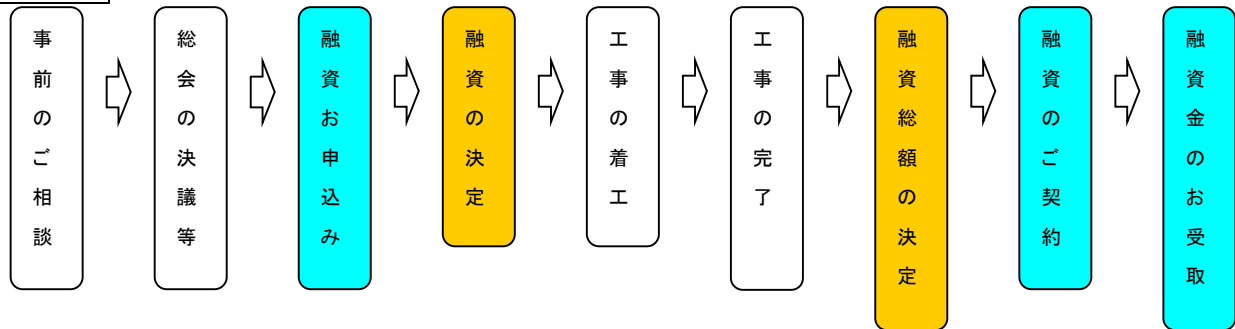 事前のご相談
総会の決議等
融資お申込み
融資の決定
工事の着工
工事の完了
融資総額の決定
融資のご契約
融資金のお受取